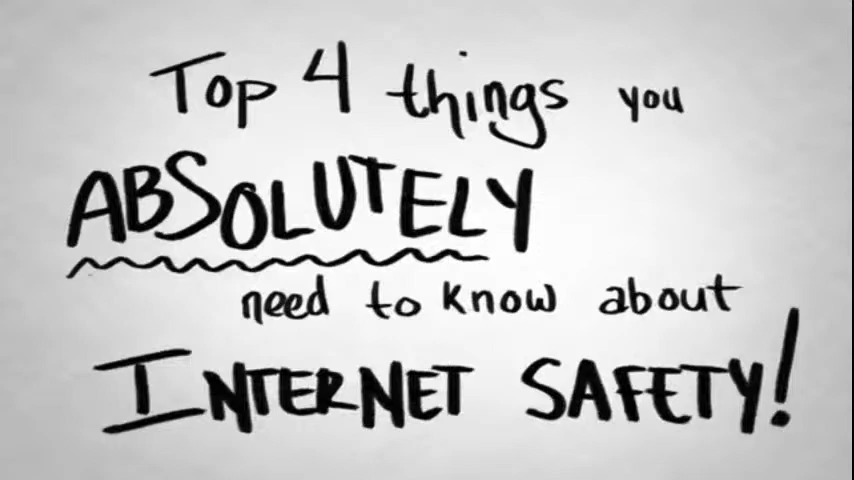 Top 4 things you
ABSOLUTELY
need to know about
INTERNET SAFETY!